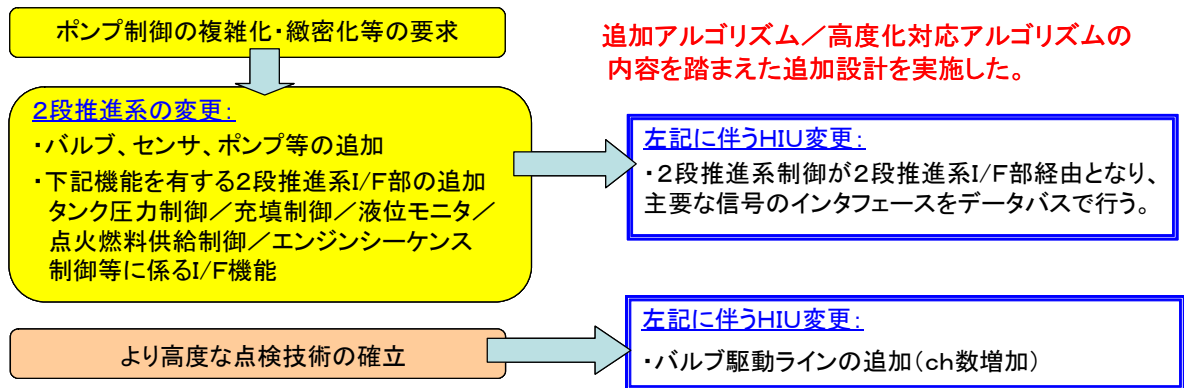 ポンプ制御の複雑化・緻密化等の要求
追加アルゴリズム／高度化対応アルゴリズムの
内容を踏まえた追加設計を実施した。
２段推進系の変更：
・バルブ、センサ、ポンプ等の追加
・下記機能を有する２段推進系I/F部の追加
タンク圧力制御／充填制御／液位モニタ／
点火燃料供給制御／エンジンシーケンス
制御等に係るI/F機能
左記に伴うHIU変更：
・２段推進系制御が２段推進系I/F部経由となり、
主要な信号のインタフェースをデータバスで行う。
より高度な点検技術の確立
左記に伴うHIU変更：
・バルブ駆動ラインの追加（ch数増加）